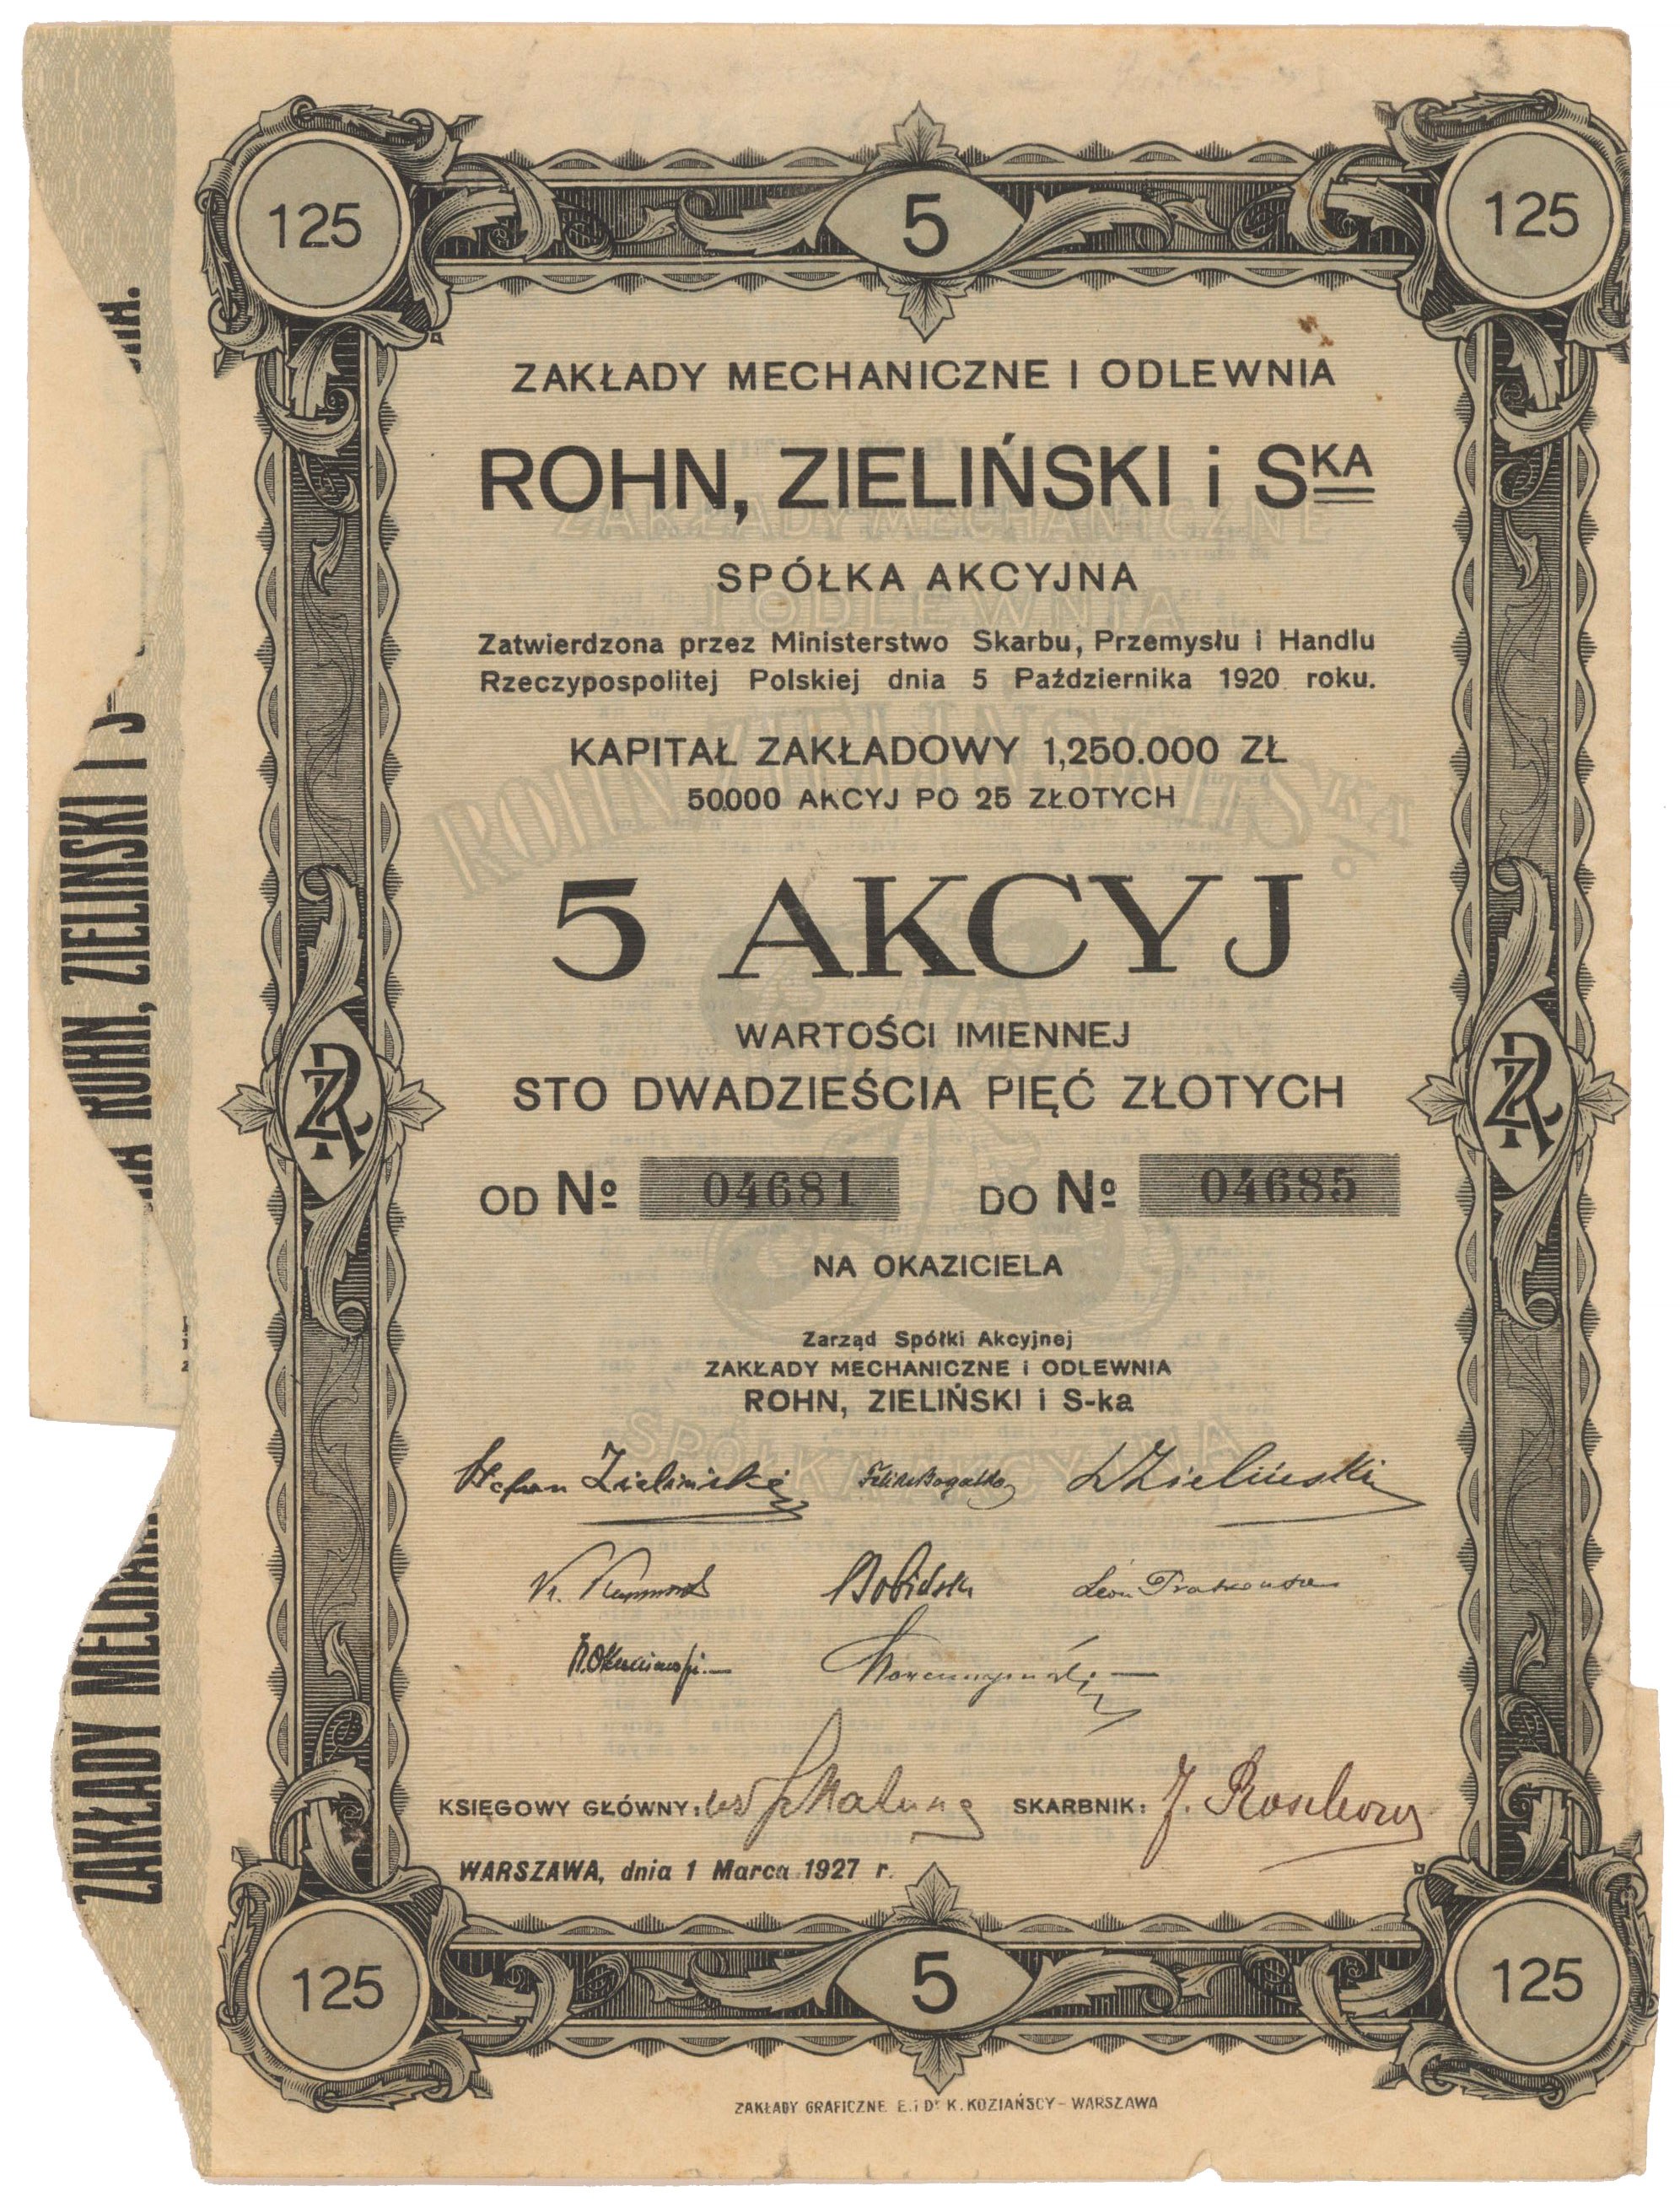 125
5
125
ZAKŁADY MECHANICZNE I ODLEWNIA
ROHN, ZIELIŃSKI i SKA
SPÓŁKA AKCYJNA
Zatwierdzona przez Ministerstwo Skarbu, Przemysłu i Handlu
Rzeczypospolitej Polskiej dnia 5 Października 1920 roku.
KAPITAŁ ZAKŁADOWY 1,250.000 ZŁ
50.000 AKCYJ PO 25 ZŁOTYCH
5 AKCYJ
WARTOŚCI IMIENNEJ
STO DWADZIEŚCIA PIĘĆ ZŁOTYCH
OD Nº 04681 DO Nº 04685
NA OKAZICIELA
Zarząd Spółki Akcyjnej
ZAKŁADY MECHANICZNE i ODLEWNIA
ROHN, ZIELIŃSKI i S-ka
Stefan Zieliński
KSIĘGOWY GŁÓWNY: SKARBNIK:
WARSZAWA, dnia 1 Marca 1927 r.
125
5
125
ZAKŁADY GRAFICZNE E. i Dr K. KOZIAŃSCY - WARSZAWA
ZAKŁADY ROHN, ZIELINSKI I